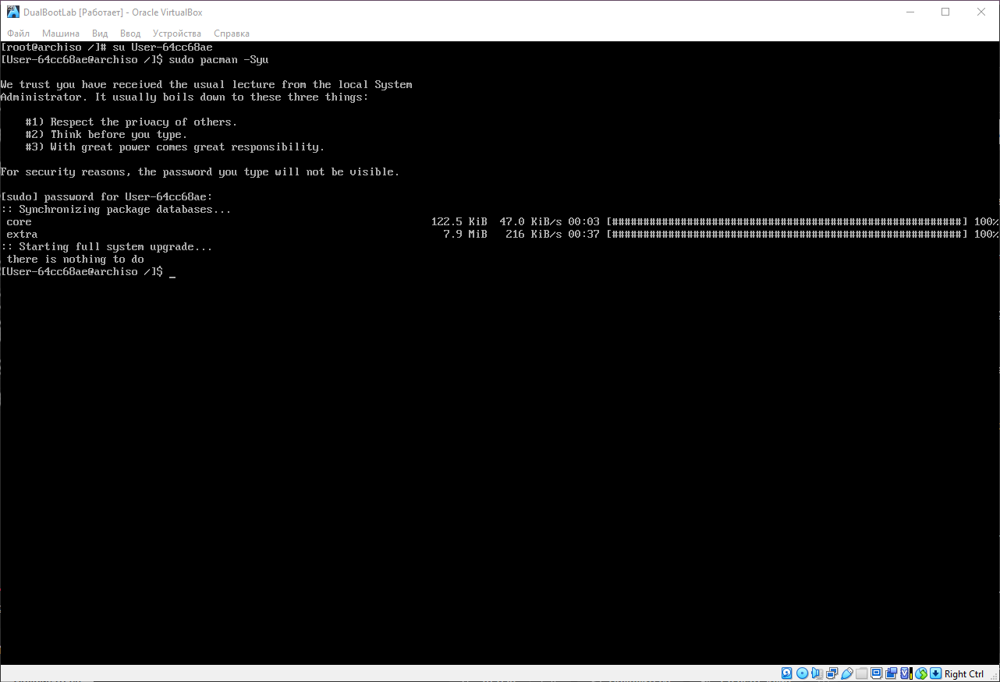 DualBootLab [Работает] - Oracle VirtualBox
Файл Машина Вид Ввод Устройства Справка
[root@archiso /]# su User-64cc68ae
[User-64cc68ae@archiso /]$ sudo pacman -Syu
We trust you have received the usual lecture from the local System
Administrator. It usually boils down to these three things:
#1) Respect the privacy of others.
#2) Think before you type.
#3) With great power comes great responsibility.
For security reasons, the password you type will not be visible.
[sudo] password for User-64cc68ae:
:: Synchronizing package databases...
core 122.5 KiB 47.0 KiB/s 00:03 [########################################################] 100%
extra 7.9 MiB 216 KiB/s 00:37 [########################################################] 100%
:: Starting full system upgrade...
there is nothing to do
[User-64cc68ae@archiso /]$ _
Right Ctrl